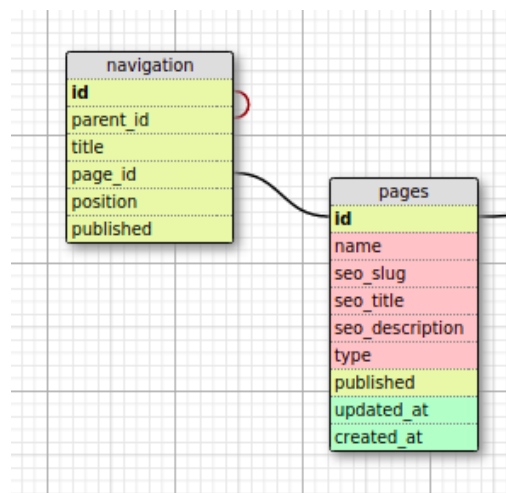 navigation
id
parent_id
title
page_id
position
published
pages
id
name
seo_slug
seo_title
seo_description
type
published
updated_at
created_at